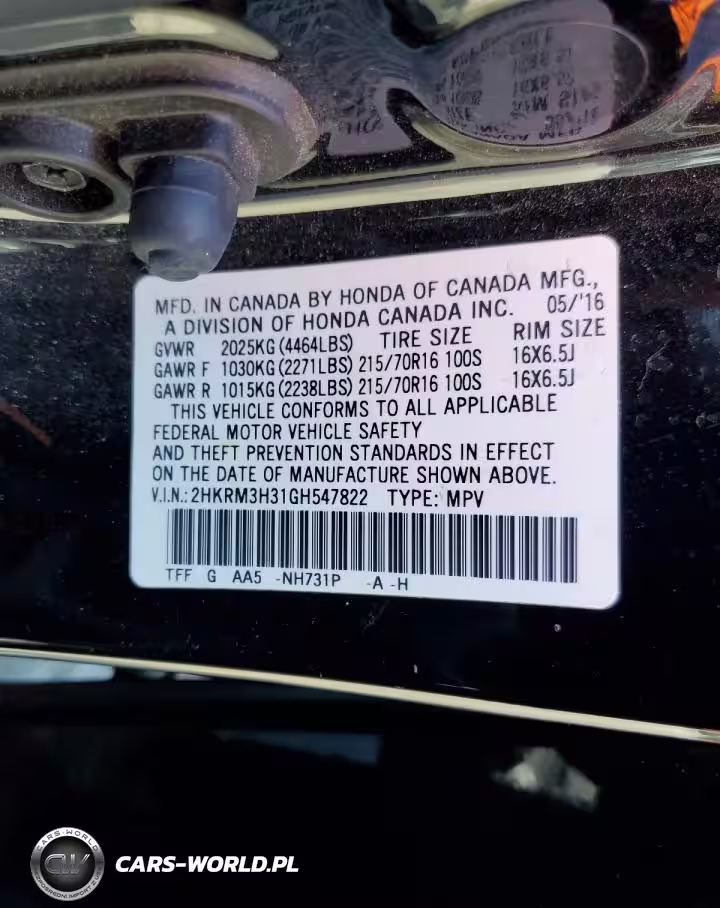 MFD. IN CANADA BY HONDA OF CANADA MFG.,
A DIVISION OF HONDA CANADA INC. 05/'16
GVWR 2025KG(4464LBS) TIRE SIZE RIM SIZE
GAWR F 1030KG(2271LBS) 215/70R16 100S 16X6.5J
GAWR R 1015KG(2238LBS) 215/70R16 100S 16X6.5J
THIS VEHICLE CONFORMS TO ALL APPLICABLE
FEDERAL MOTOR VEHICLE SAFETY
AND THEFT PREVENTION STANDARDS IN EFFECT
ON THE DATE OF MANUFACTURE SHOWN ABOVE.
V.I.N.: 2HKRM3H31GH547822 TYPE: MPV
TFF G AA5 -NH731P -A -H
CARS-WORLD
CW
CARS-WORLD.PL